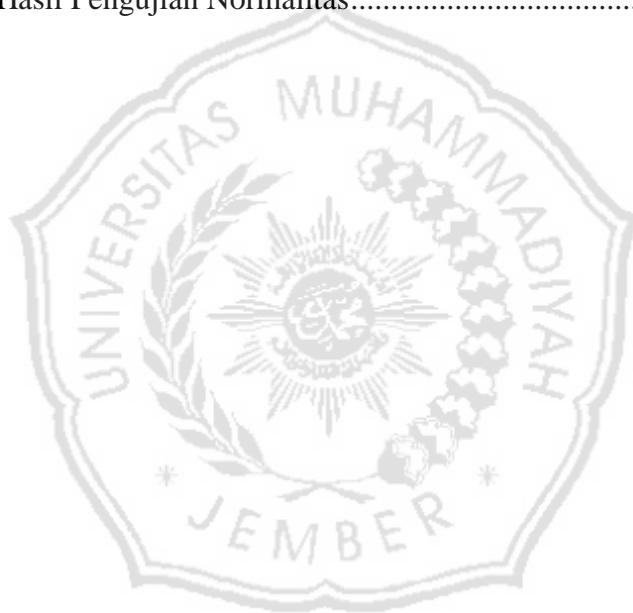 Hasil Pengujian Normalitas..................................
UNIVERSITAS MUHAMMADIYAH
JEMBER